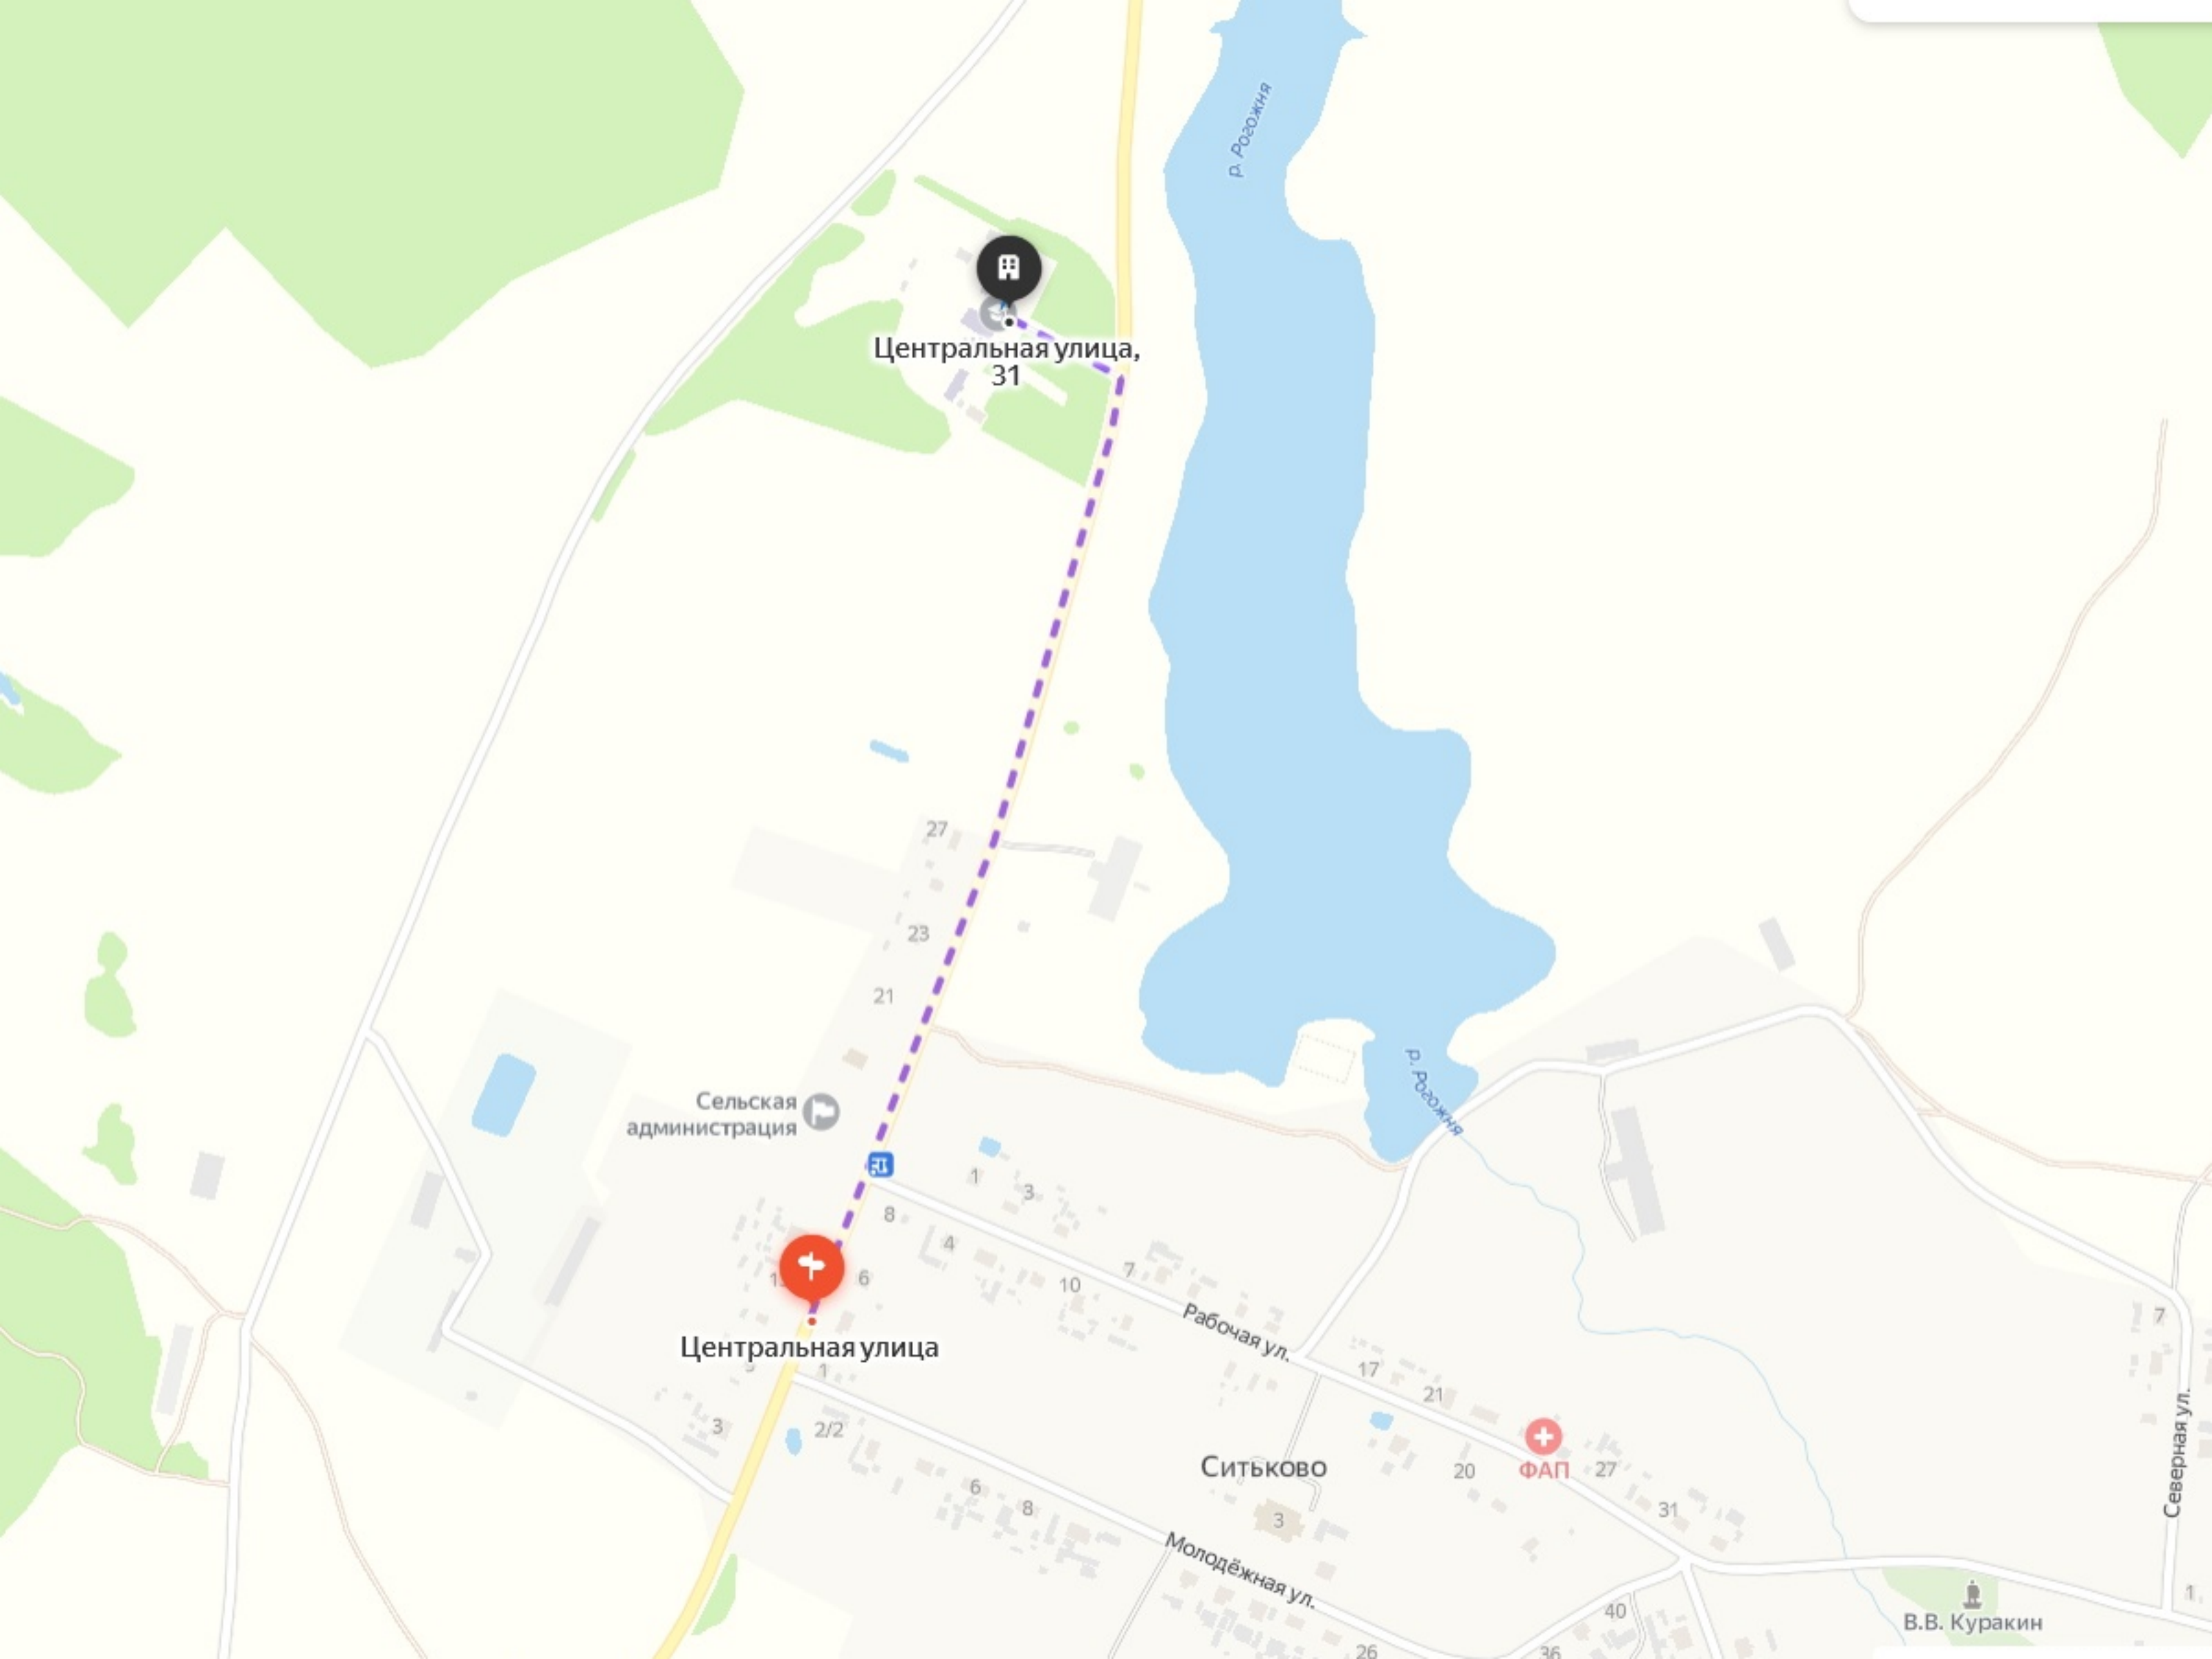 р. Рогожня
Центральная улица,
31
27
23
21
Сельская
администрация
р. Рогожня
1
3
8
4
6
10
7
Центральная улица
Рабочая ул.
7
1
17
21
3
2/2
Ситьково
20
ФАП
27
Северная ул.
6
8
3
31
Молодёжная ул.
40
В.В. Куракин
1
26
36